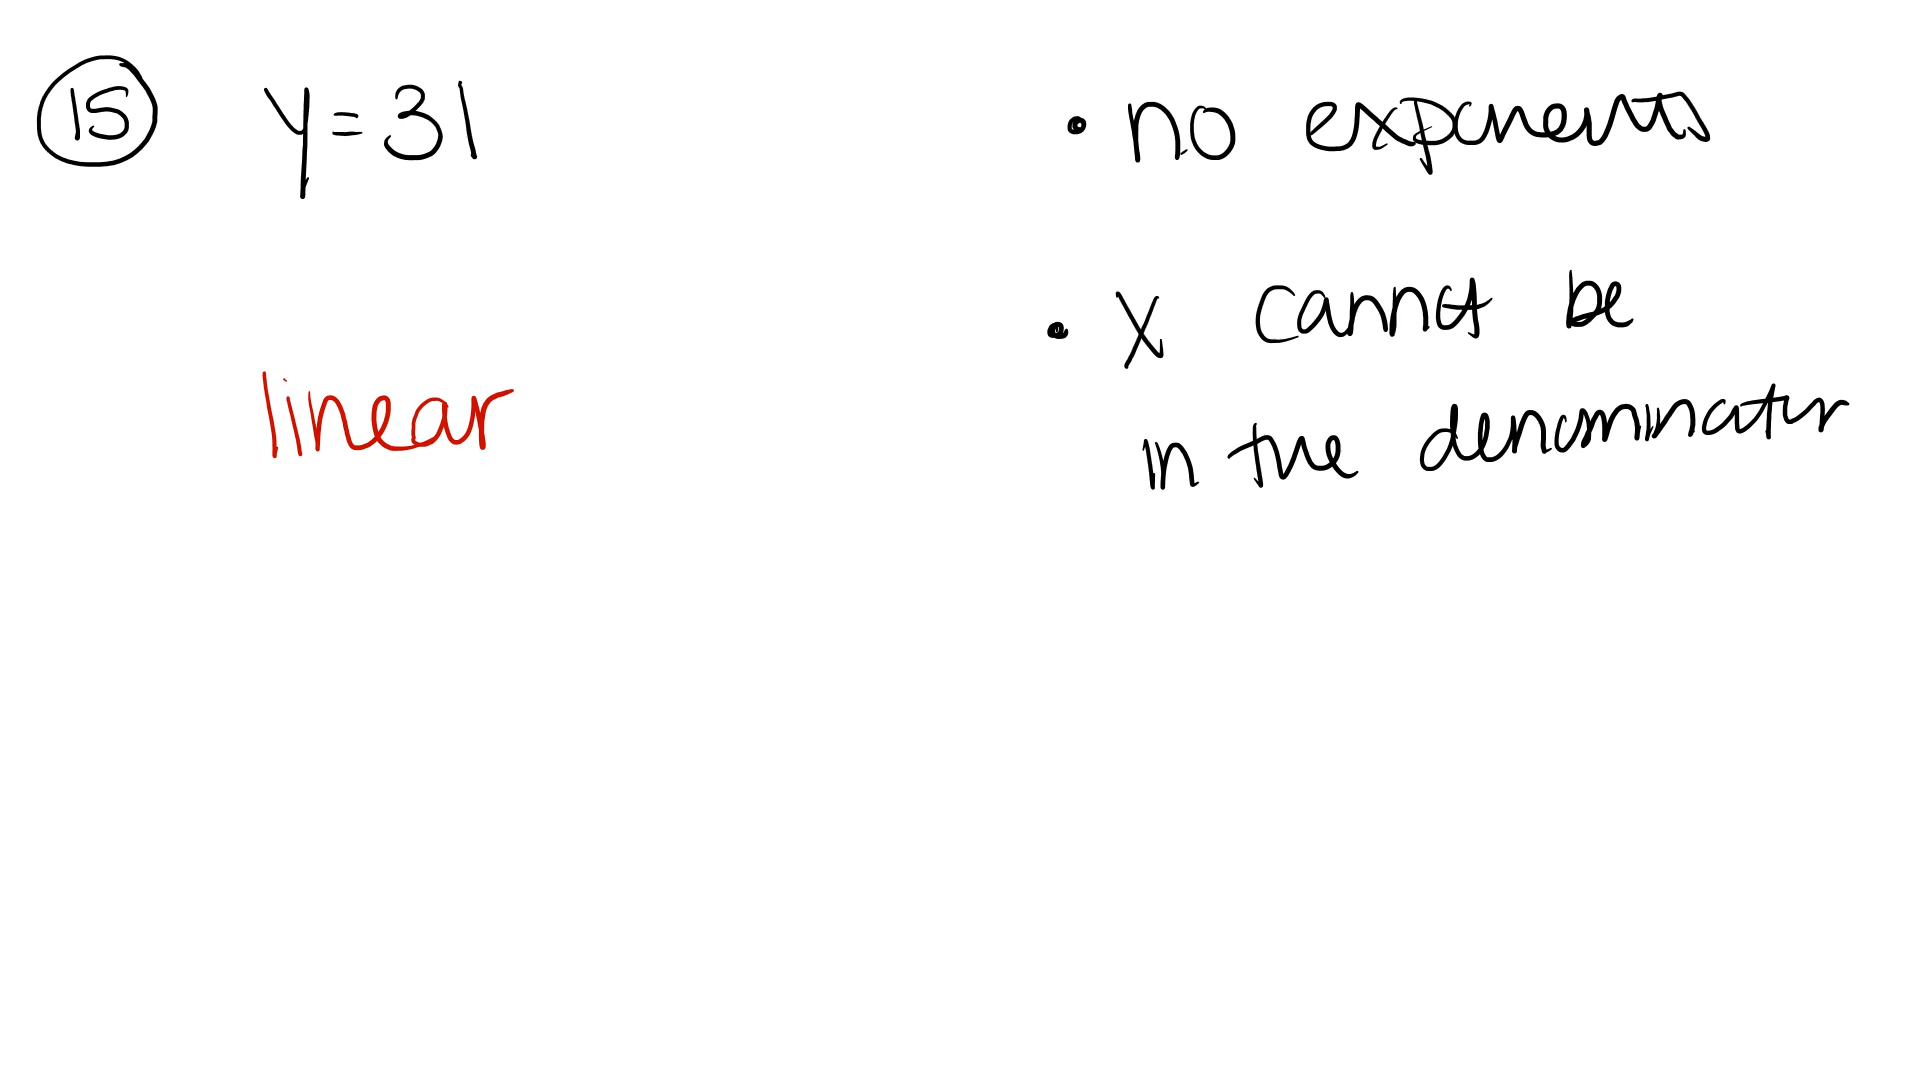 15 y = 31
• no exponents
• x cannot be
in the denominator
linear